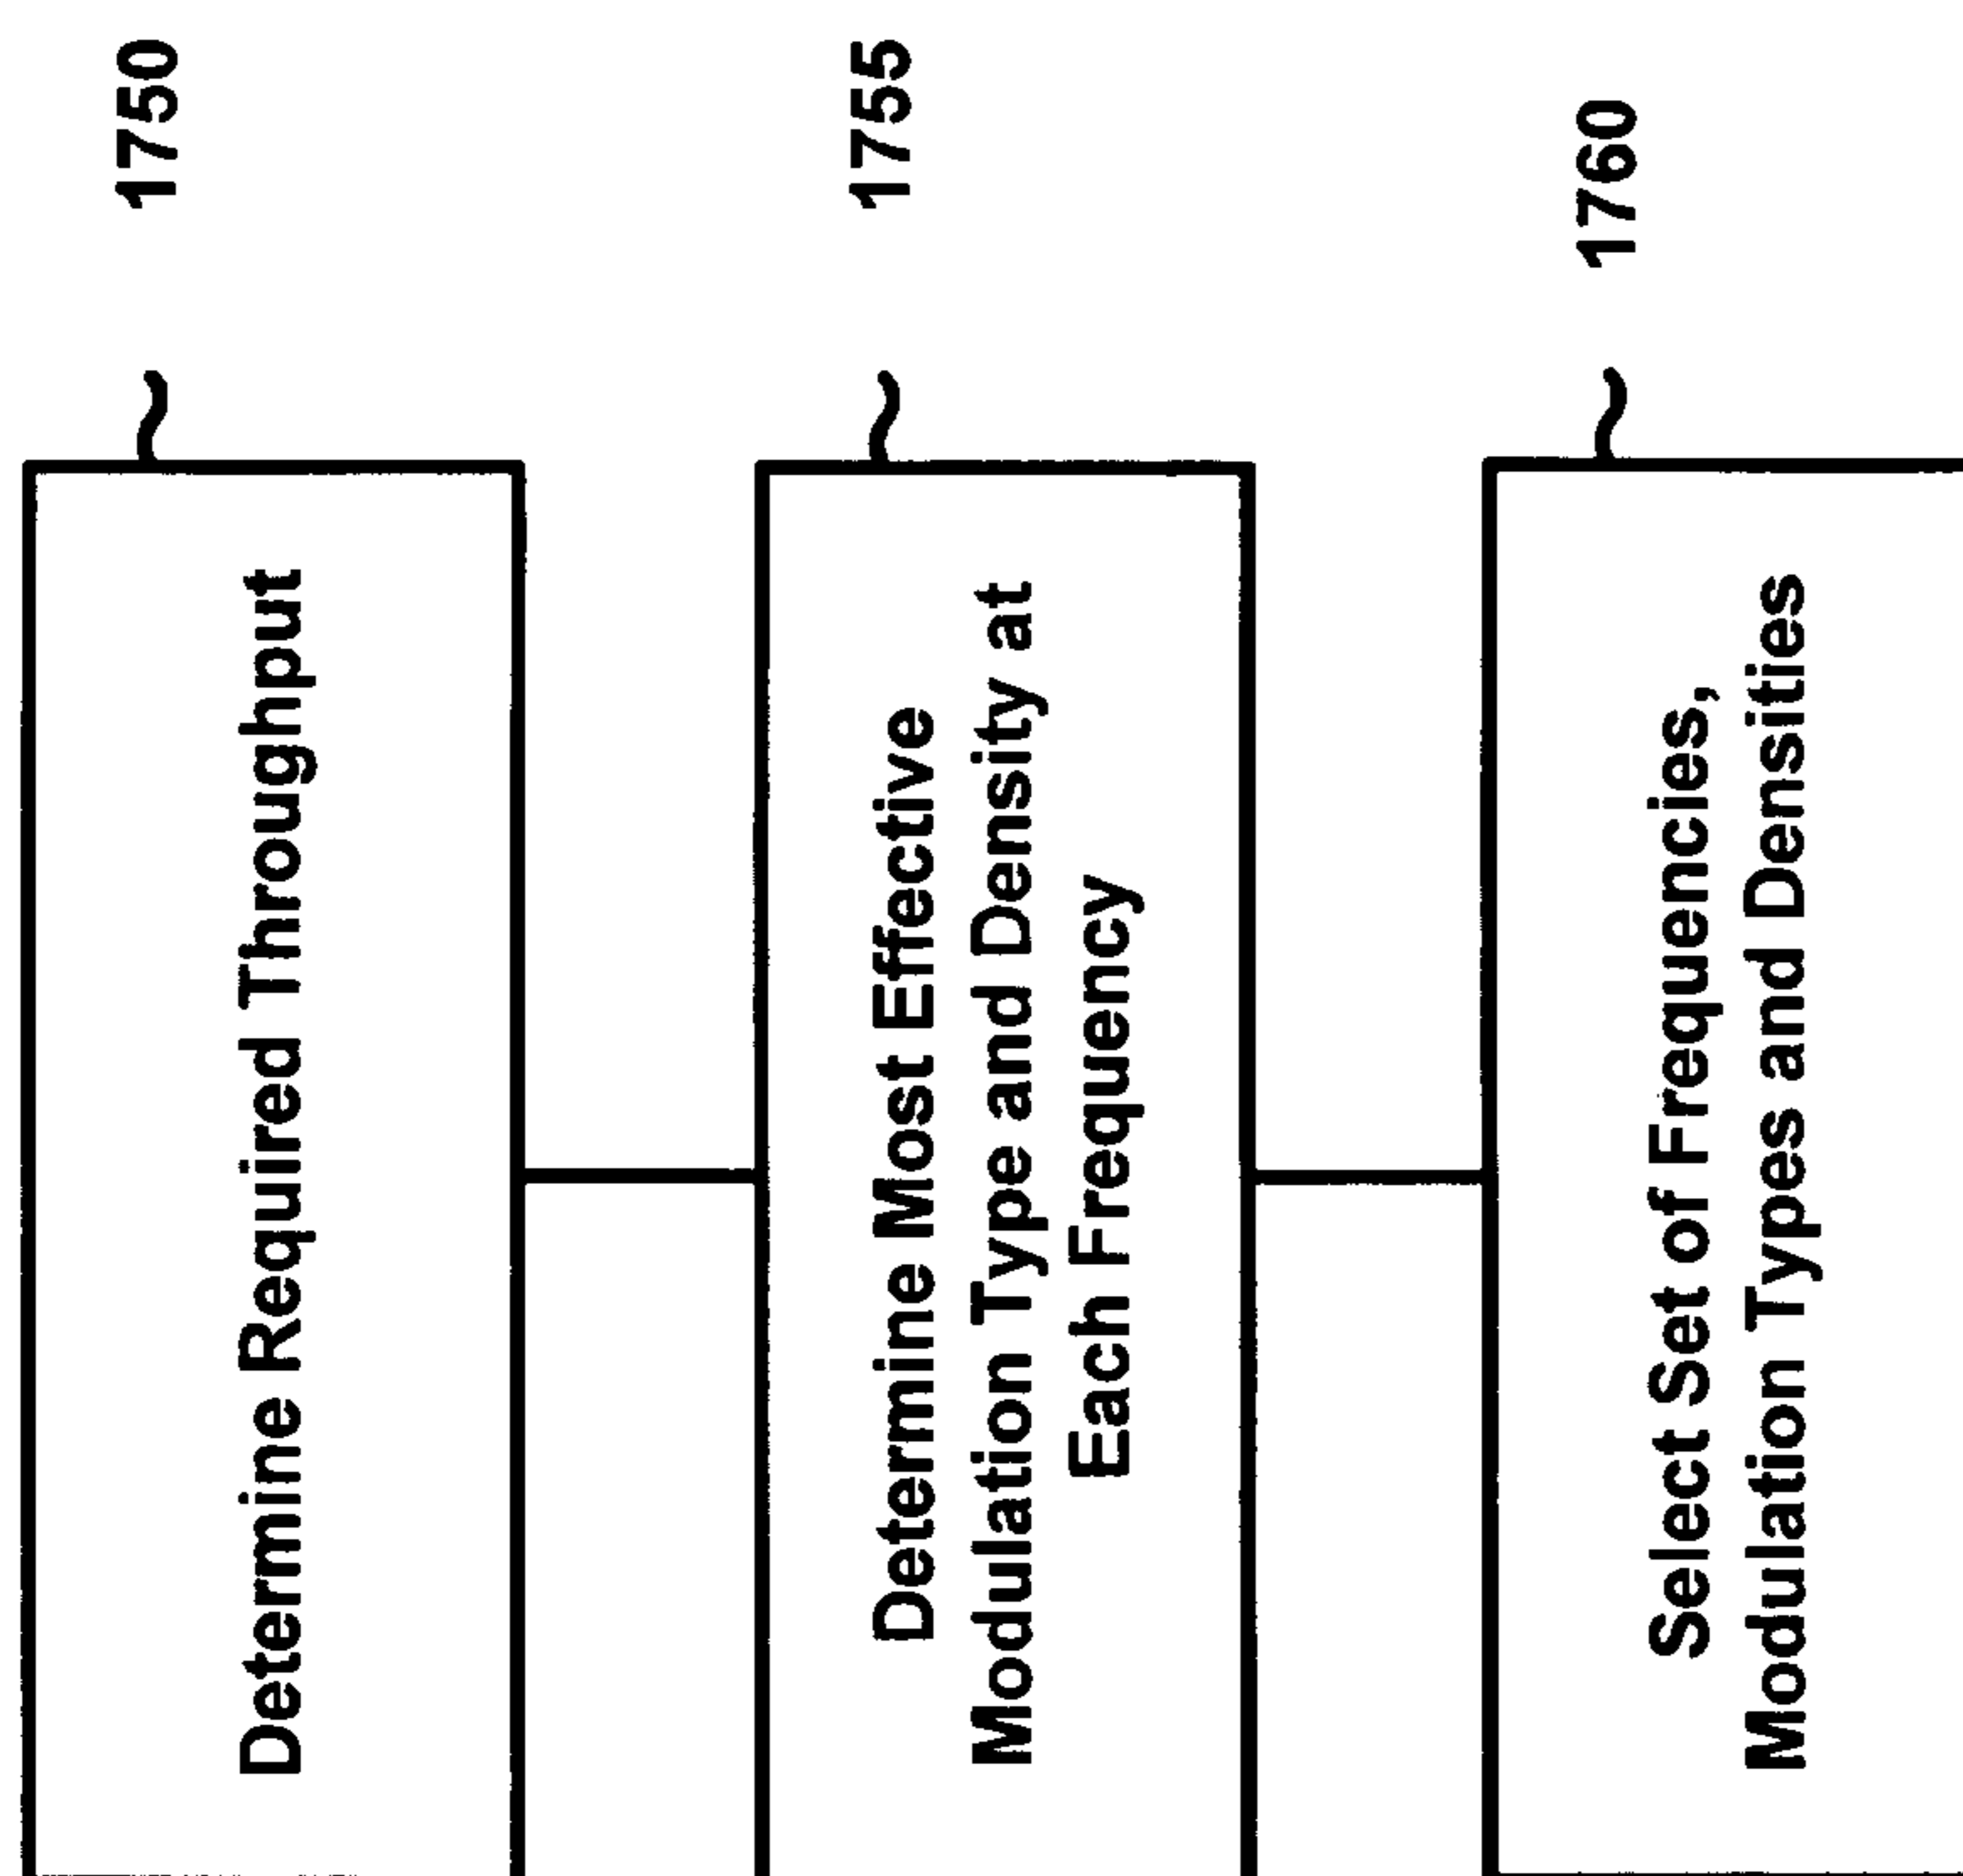 Determine Required Throughput
1750
Determine Most Effective
Modulation Type and Density at
Each Frequency
1755
Select Set of Frequencies,
Modulation Types and Densities
1760